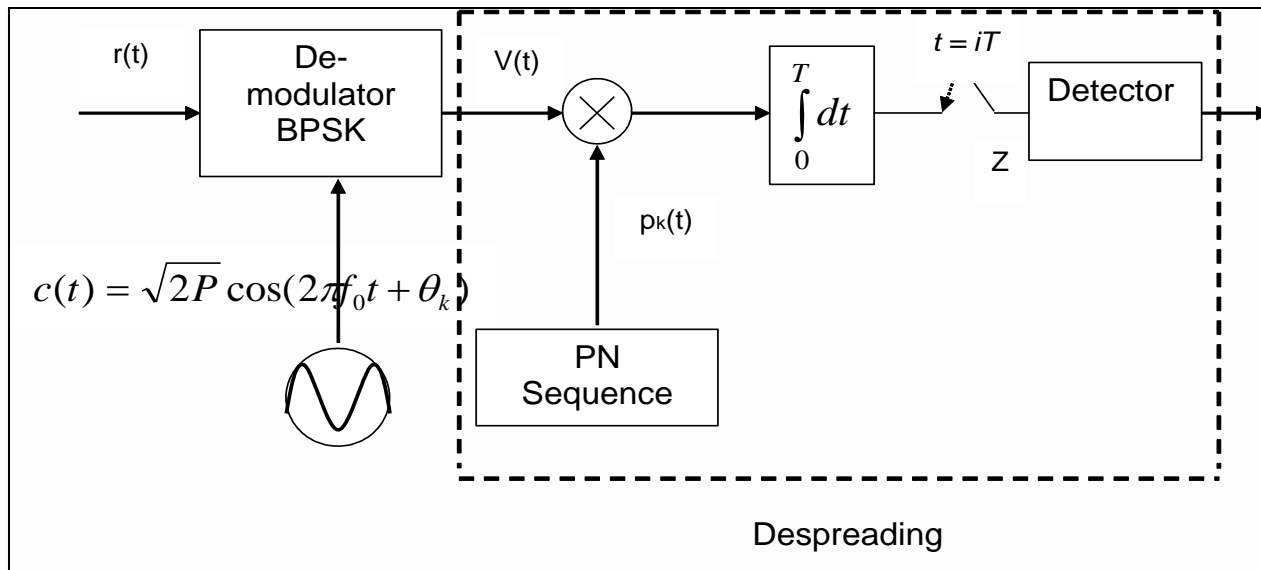 r(t)
De-
modulator
BPSK
V(t)
T
∫ dt
0
t = iT
Detector
Z
pk(t)
c(t) = √2P cos(2πf₀t + θₖ)
PN
Sequence
Despreading